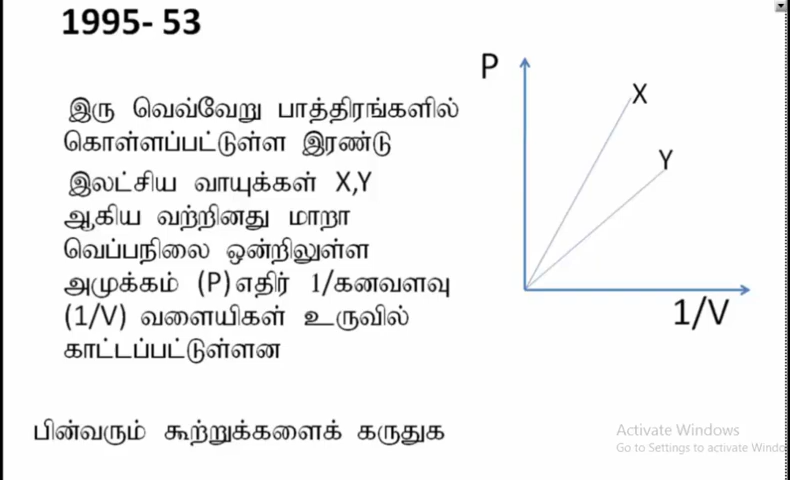 1995- 53
P
X
Y
1/V
இரு வெவ்வேறு பாத்திரங்களில்
கொள்ளப்பட்டுள்ள இரண்டு
இலட்சிய வாயுக்கள் X,Y
ஆகிய வற்றினது மாறா
வெப்பநிலை ஒன்றிலுள்ள
அமுக்கம் (P) எதிர் 1/கனவளவு
(1/V) வளையிகள் உருவில்
காட்டப்பட்டுள்ளன
பின்வரும் கூற்றுக்களைக் கருதுக
Activate Windows
Go to Settings to activate Windo